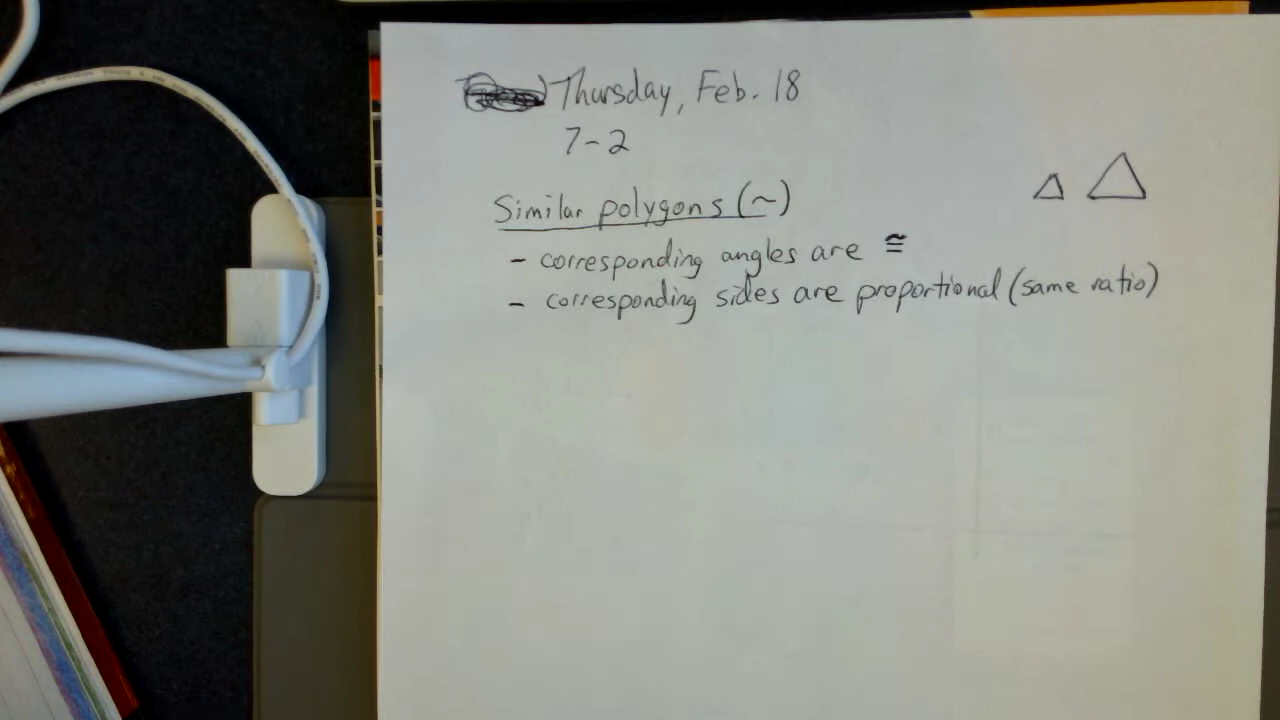 Thursday, Feb. 18
7-2
Similar polygons (~)
- corresponding angles are ≅
- corresponding sides are proportional (same ratio)